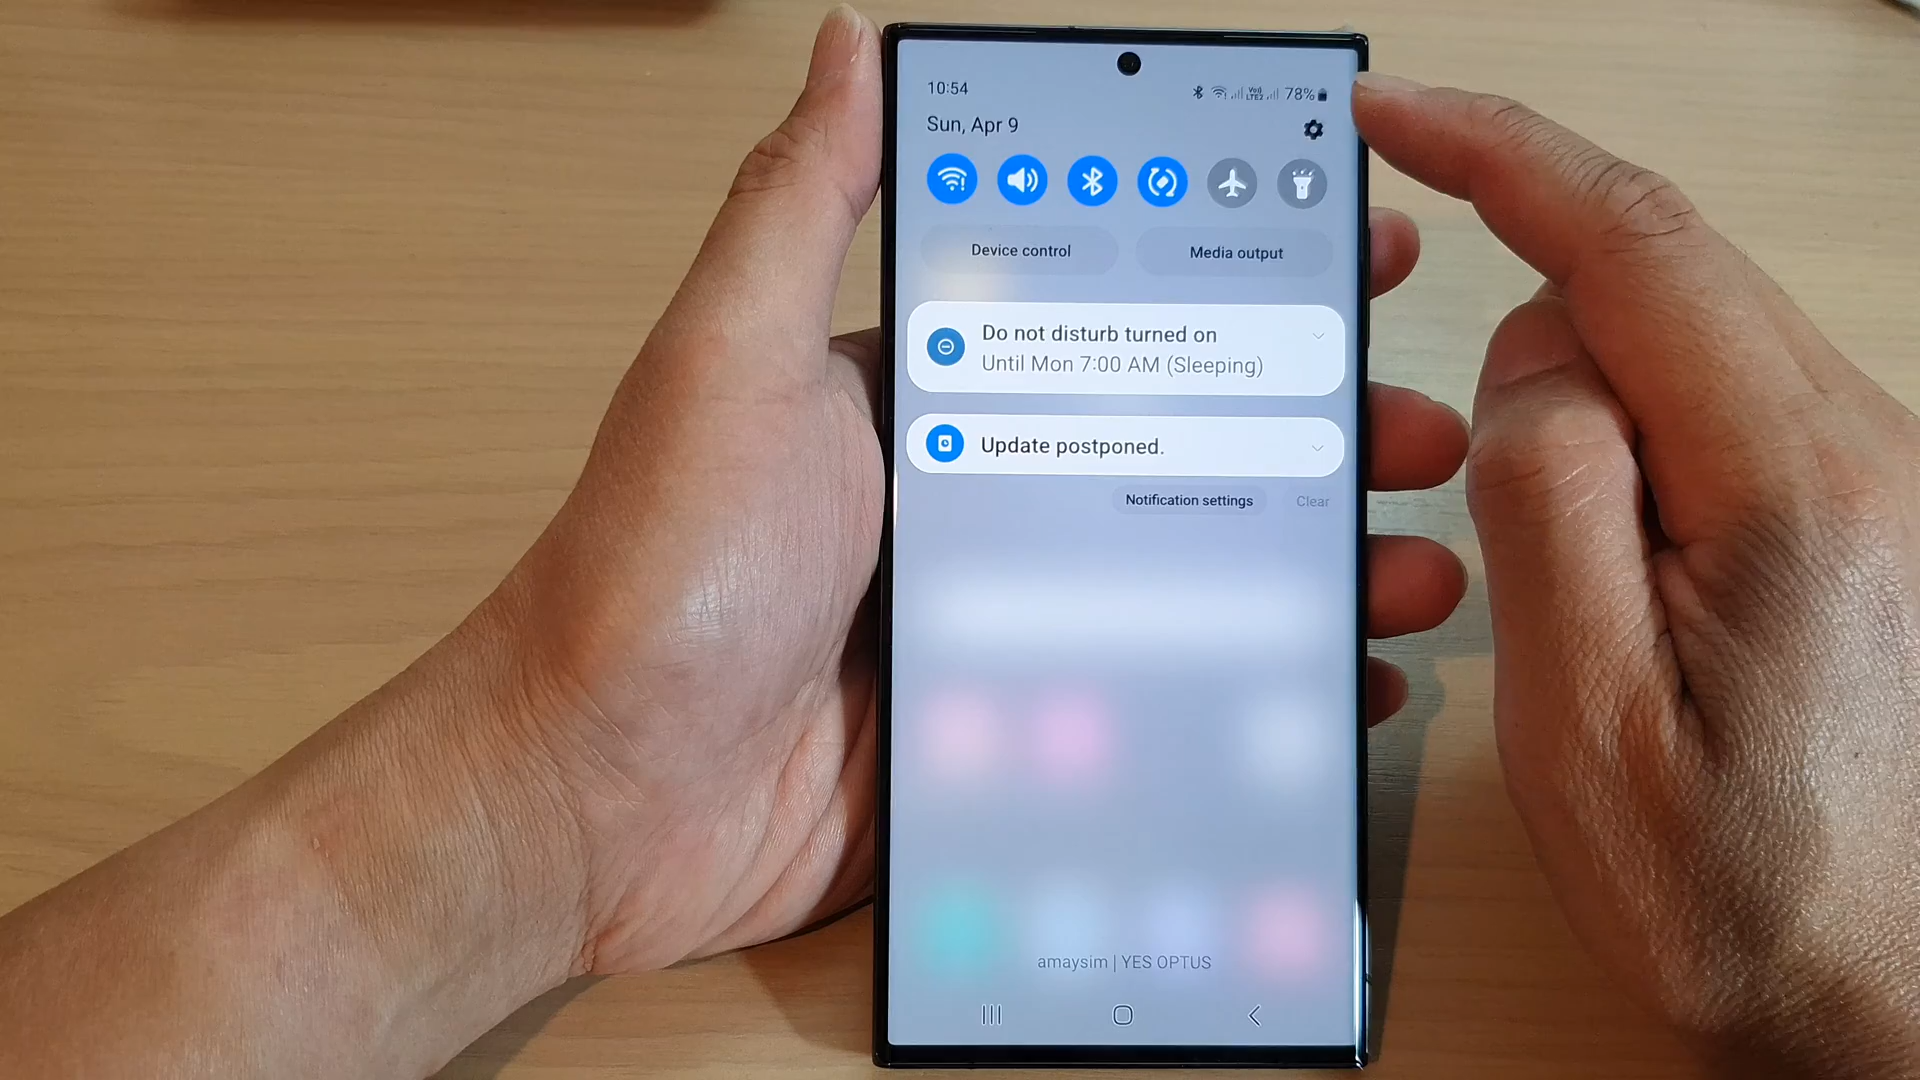 10:54
78%
Sun, Apr 9
Device control
Media output
Do not disturb turned on
Until Mon 7:00 AM (Sleeping)
Update postponed.
Notification settings
Clear
amaysim | YES OPTUS